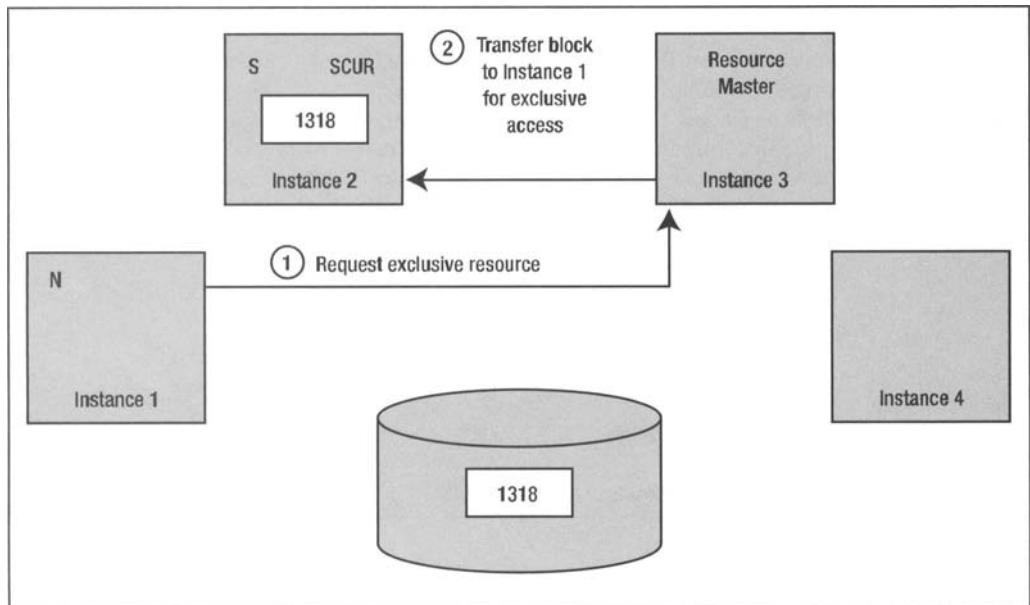 S SCUR
1318
Instance 2
2 Transfer block
to Instance 1
for exclusive
access
Resource
Master
Instance 3
1 Request exclusive resource
N
Instance 1
Instance 4
1318